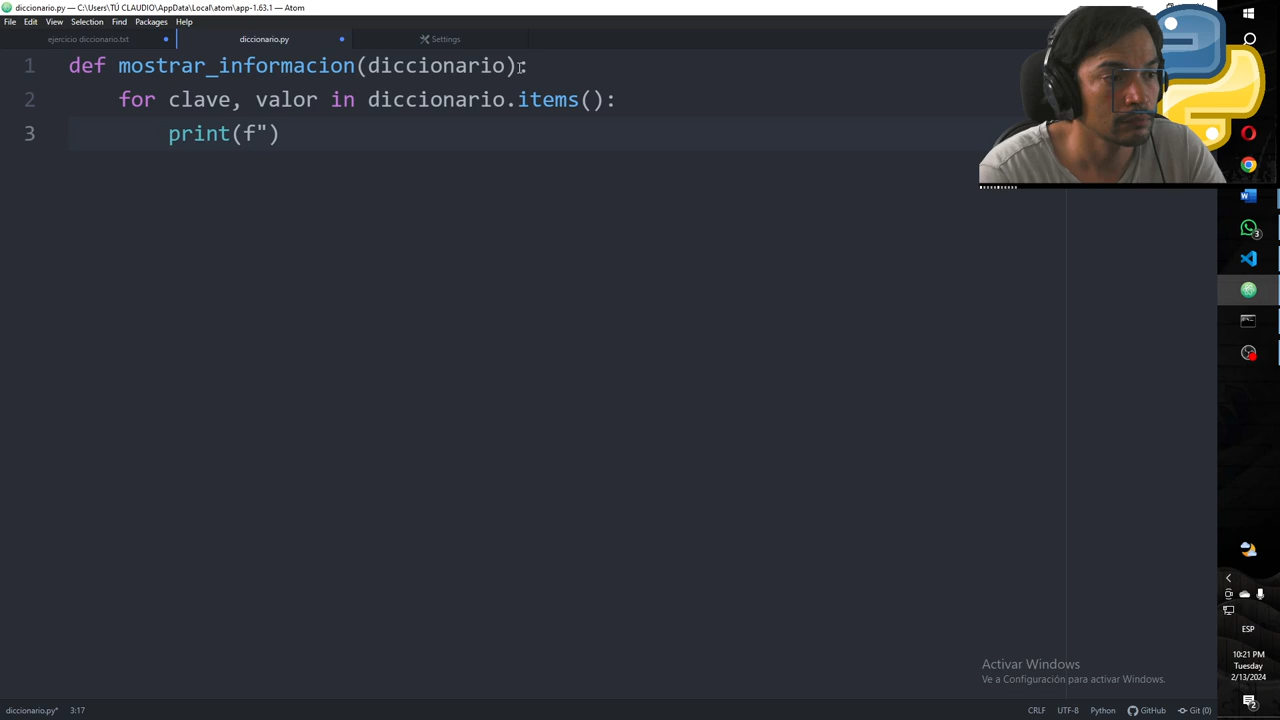 diccionario.py — C:\Users\TÚ CLAUDIO\AppData\Local\atom\app-1.63.1 — Atom
File Edit View Selection Find Packages Help
ejercicio diccionario.txt diccionario.py Settings
1 def mostrar_informacion(diccionario):
2 for clave, valor in diccionario.items():
3 print(f")
3
ESP
10:21 PM
Tuesday
2/13/2024
Activar Windows
Ve a Configuración para activar Windows.
diccionario.py* 3:17 CRLF UTF-8 Python GitHub Git (0)
2